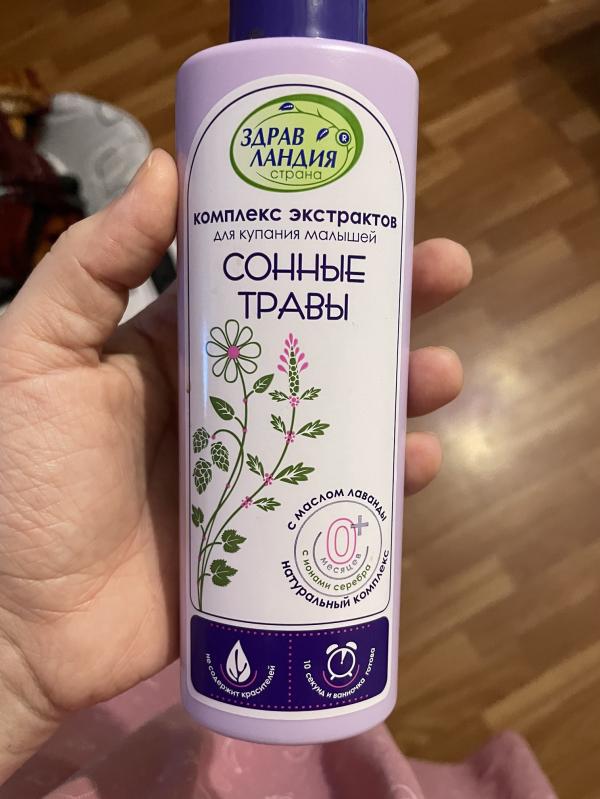 ЗДРАВ
ЛАНДИЯ
®
страна
КОМПЛЕКС ЭКСТРАКТОВ
для купания малышей
СОННЫЕ
ТРАВЫ
с маслом лаванды
0+
месяцев
с ионами серебра
натуральный комплекс
не содержит красителей
10 секунд и ванночка готова